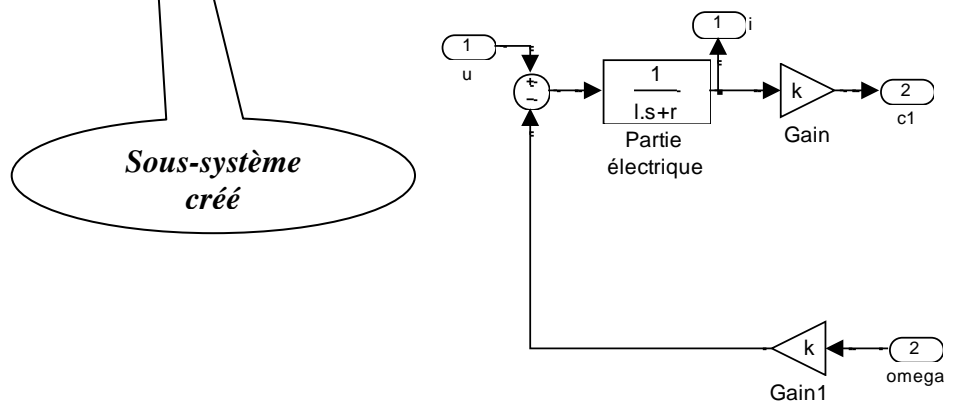 Sous-système
créé
1
u
+
−
1
l.s+r
Partie
électrique
1
i
k
Gain
2
c1
k
Gain1
2
omega